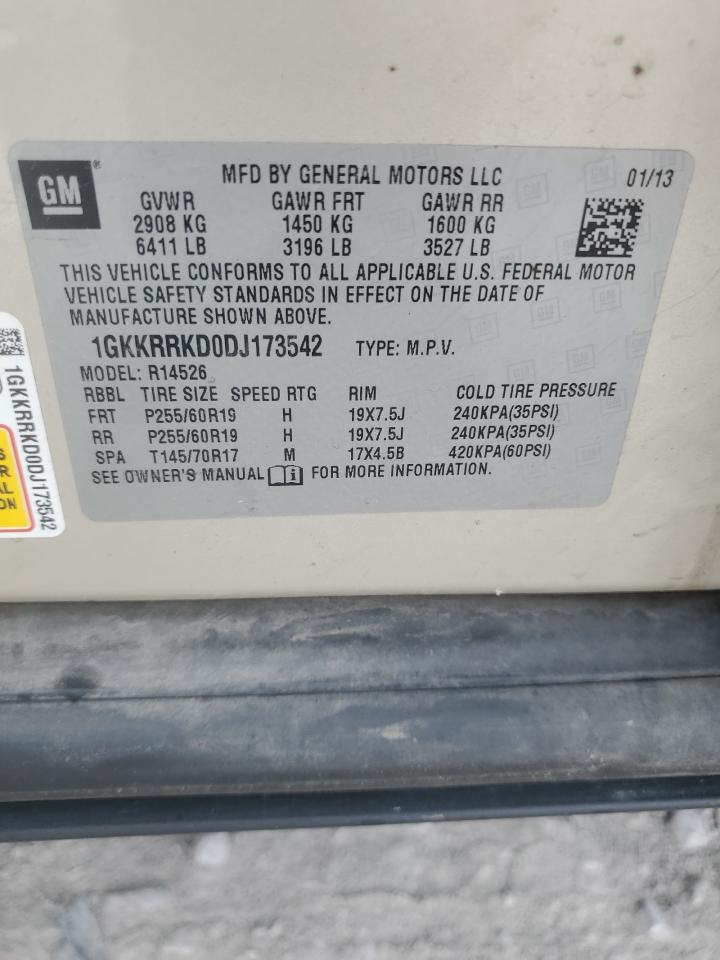 GM
MFD BY GENERAL MOTORS LLC 01/13
GVWR GAWR FRT GAWR RR
2908 KG 1450 KG 1600 KG
6411 LB 3196 LB 3527 LB
THIS VEHICLE CONFORMS TO ALL APPLICABLE U.S. FEDERAL MOTOR
VEHICLE SAFETY STANDARDS IN EFFECT ON THE DATE OF
MANUFACTURE SHOWN ABOVE.
1GKKRRKD0DJ173542 TYPE: M.P.V.
MODEL: R14526
RBBL TIRE SIZE SPEED RTG RIM COLD TIRE PRESSURE
FRT P255/60R19 H 19X7.5J 240KPA(35PSI)
RR P255/60R19 H 19X7.5J 240KPA(35PSI)
SPA T145/70R17 M 17X4.5B 420KPA(60PSI)
SEE OWNER'S MANUAL FOR MORE INFORMATION.
1GKKRRKD0DJ173542